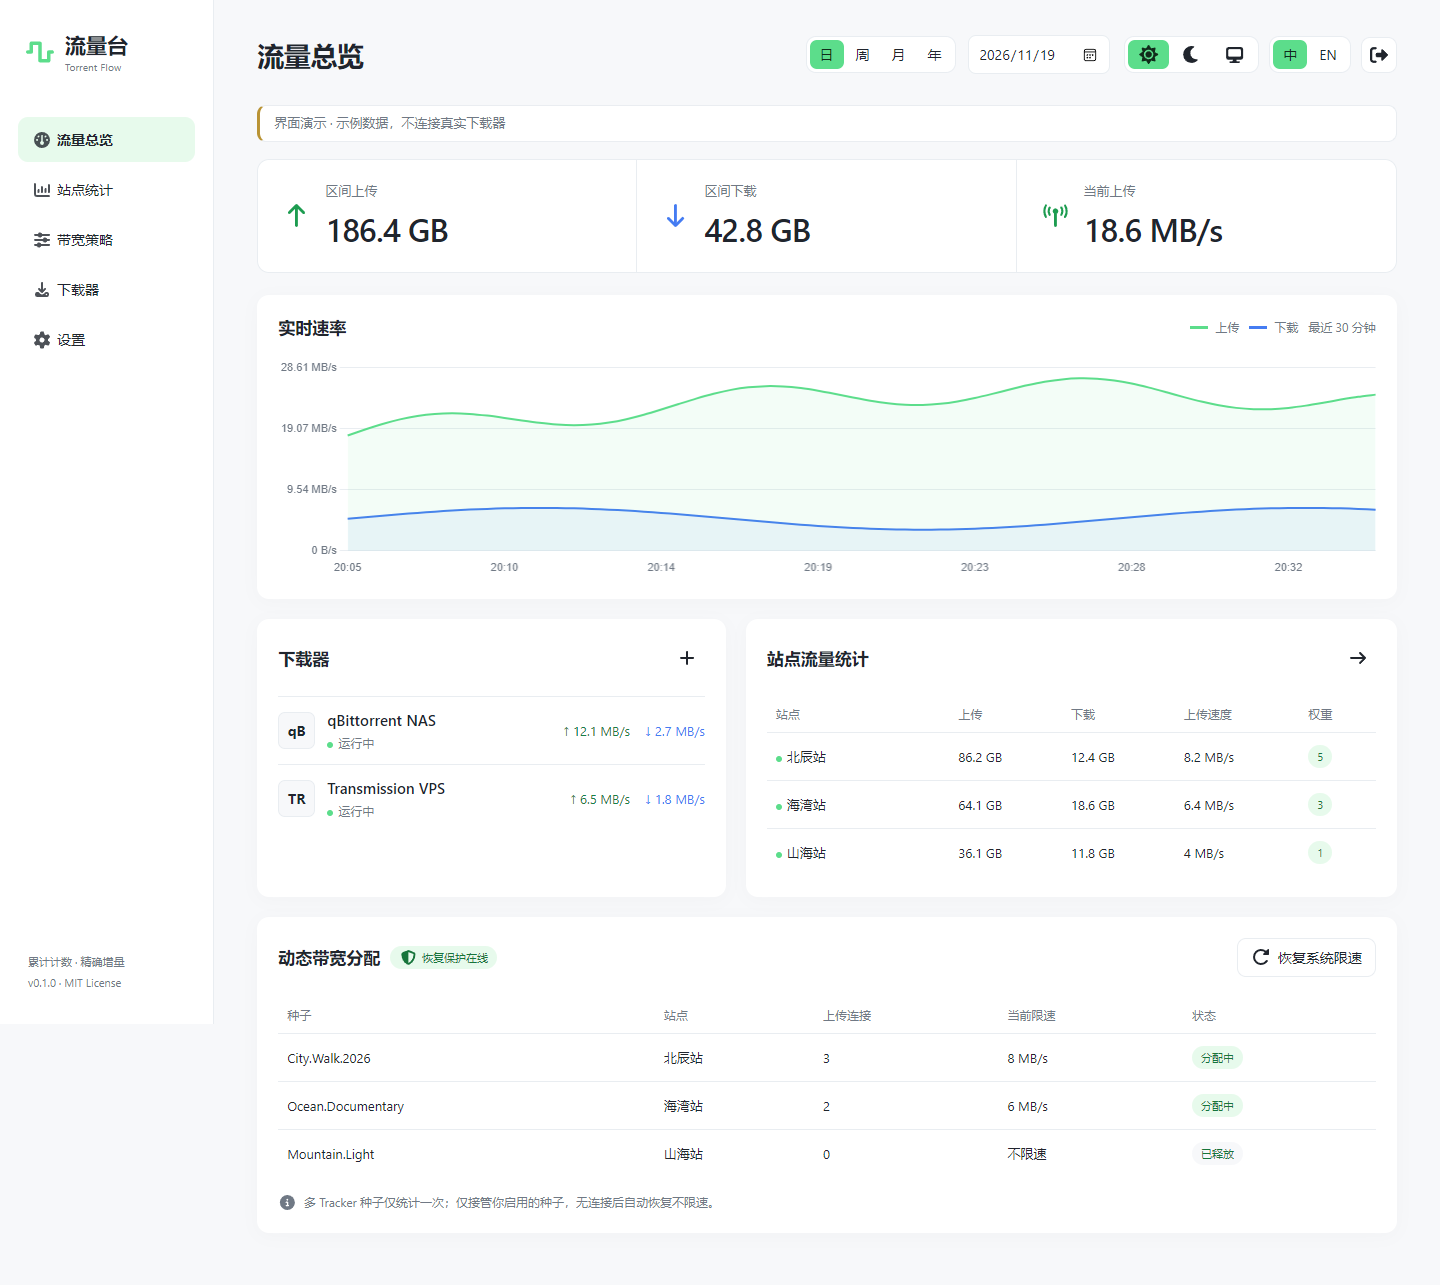 流量台
Torrent Flow
流量总览
站点统计
带宽策略
下载器
设置
累计计数 · 精确增量
v0.1.0 · MIT License
流量总览
日 周 月 年
2026/11/19
中 EN
界面演示 · 示例数据，不连接真实下载器
区间上传
186.4 GB
区间下载
42.8 GB
当前上传
18.6 MB/s
实时速率
上传 下载 最近 30 分钟
28.61 MB/s
19.07 MB/s
9.54 MB/s
0 B/s
20:05 20:10 20:14 20:19 20:23 20:28 20:32
下载器
qB qBittorrent NAS
运行中
↑ 12.1 MB/s ↓ 2.7 MB/s
TR Transmission VPS
运行中
↑ 6.5 MB/s ↓ 1.8 MB/s
站点流量统计
站点 上传 下载 上传速度 权重
北辰站 86.2 GB 12.4 GB 8.2 MB/s 5
海湾站 64.1 GB 18.6 GB 6.4 MB/s 3
山海站 36.1 GB 11.8 GB 4 MB/s 1
动态带宽分配 恢复保护在线
恢复系统限速
种子 站点 上传连接 当前限速 状态
City.Walk.2026 北辰站 3 8 MB/s 分配中
Ocean.Documentary 海湾站 2 6 MB/s 分配中
Mountain.Light 山海站 0 不限速 已释放
多 Tracker 种子仅统计一次；仅接管你启用的种子，无连接后自动恢复不限速。